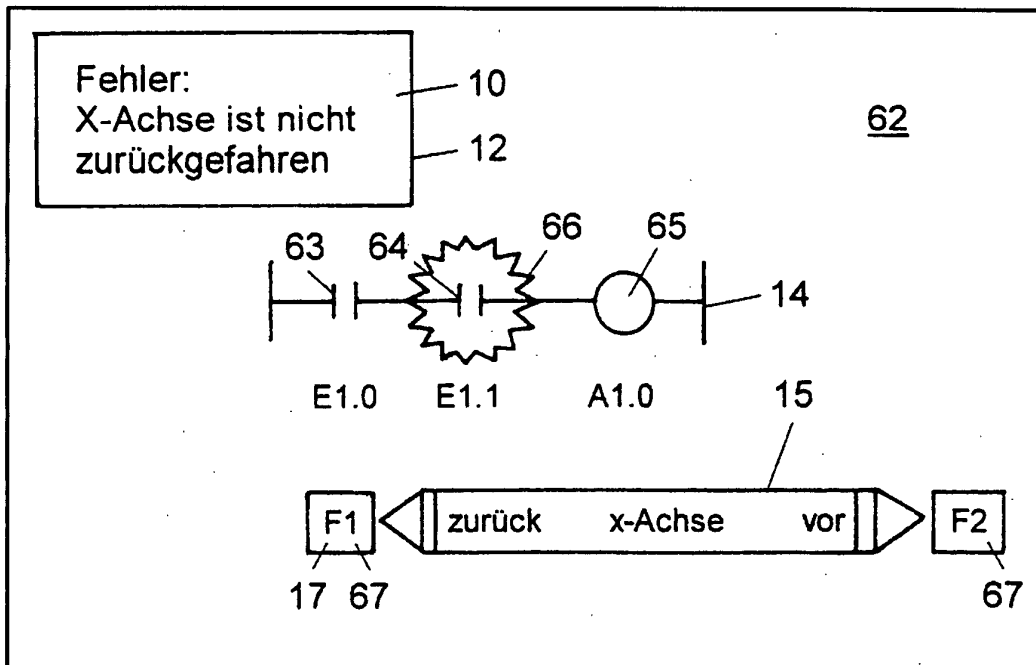 Fehler:
X-Achse ist nicht
zurückgefahren
10
12
62
63
64
66
65
14
E1.0
E1.1
A1.0
15
F1
zurück x-Achse vor
F2
17
67
67